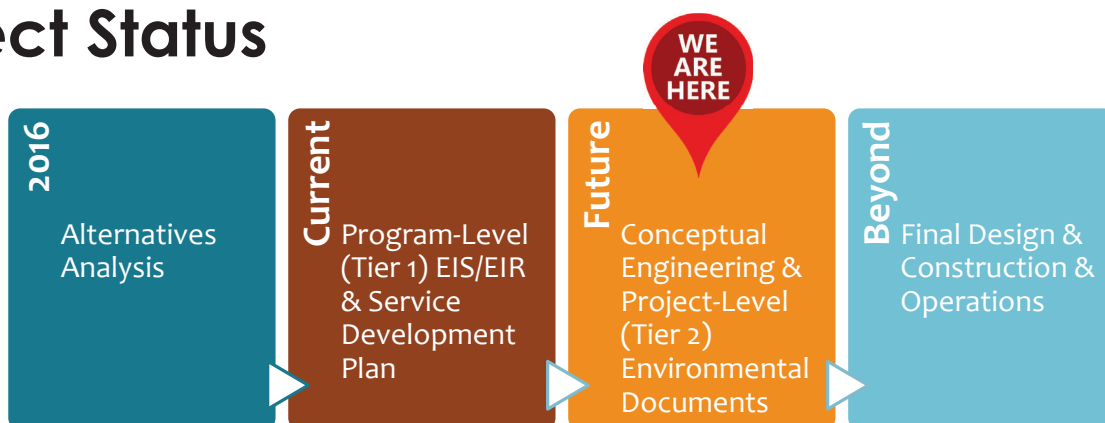 ect Status
WE
ARE
HERE
2016
Alternatives
Analysis
Current
Program-Level
(Tier 1) EIS/EIR
& Service
Development
Plan
Future
Conceptual
Engineering &
Project-Level
(Tier 2)
Environmental
Documents
Beyond
Final Design &
Construction &
Operations